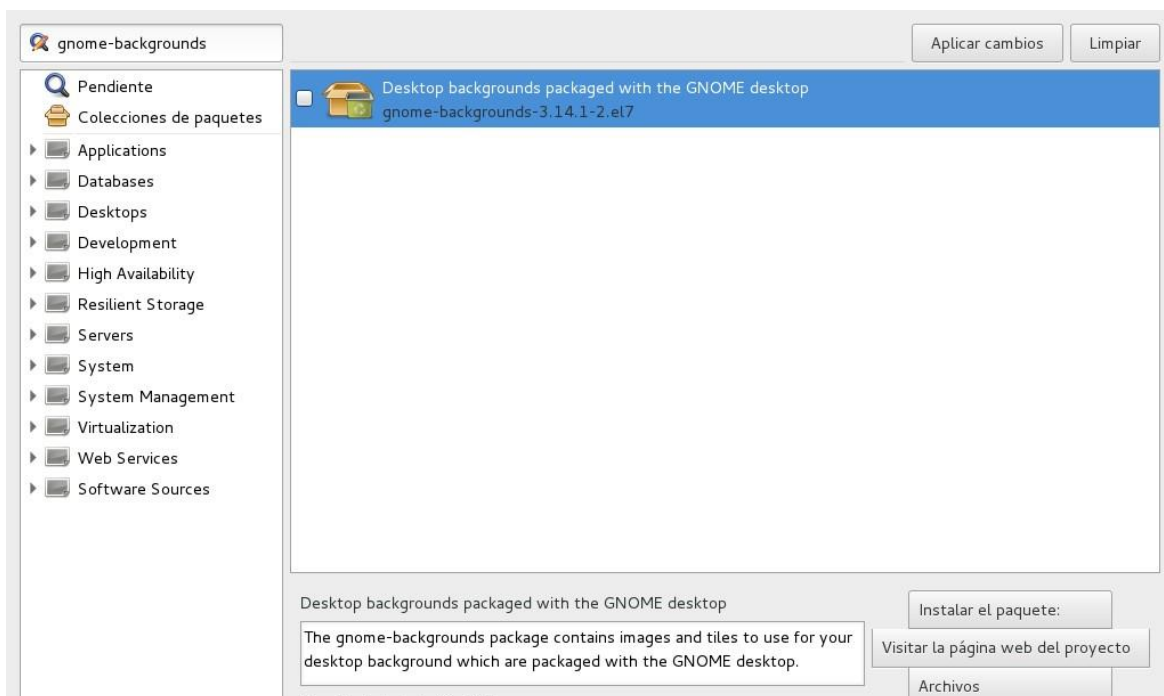 gnome-backgrounds
Aplicar cambios
Limpiar
Pendiente
Colecciones de paquetes
Applications
Databases
Desktops
Development
High Availability
Resilient Storage
Servers
System
System Management
Virtualization
Web Services
Software Sources
Desktop backgrounds packaged with the GNOME desktop
gnome-backgrounds-3.14.1-2.el7
Desktop backgrounds packaged with the GNOME desktop
The gnome-backgrounds package contains images and tiles to use for your
desktop background which are packaged with the GNOME desktop.
Instalar el paquete:
Visitar la página web del proyecto
Archivos